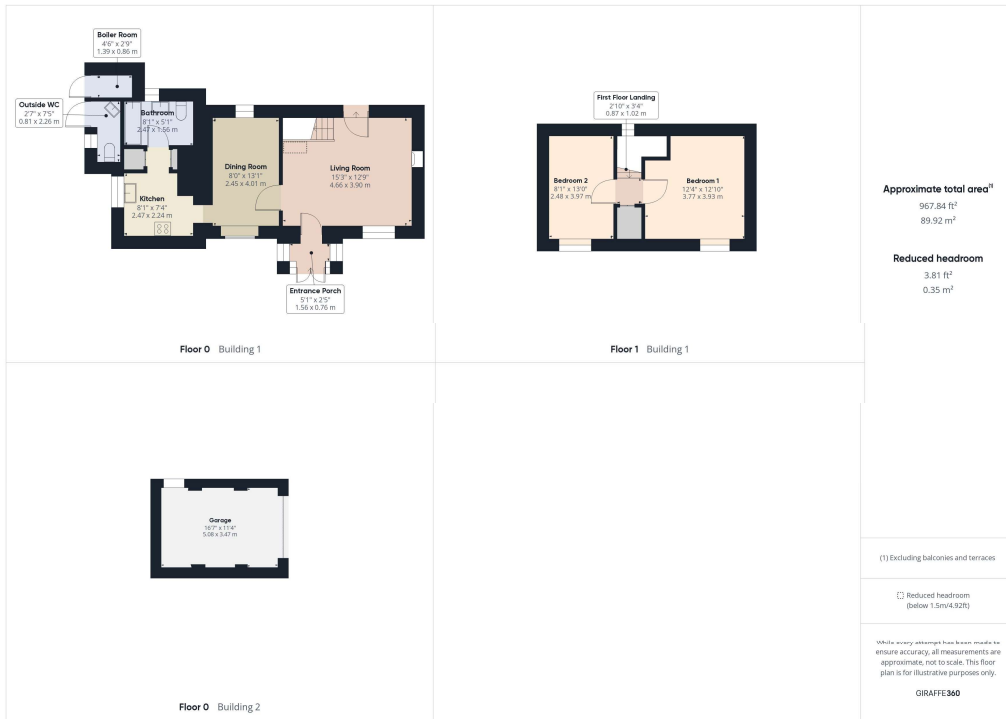 Boiler Room
4'6" x 2'9"
1.39 x 0.86 m
Outside WC
2'7" x 7'5"
0.81 x 2.26 m
Bathroom
8'1" x 5'1"
2.47 x 1.56 m
Kitchen
8'1" x 7'4"
2.47 x 2.24 m
Dining Room
8'0" x 13'1"
2.45 x 4.01 m
Living Room
15'3" x 12'9"
4.66 x 3.90 m
Entrance Porch
5'1" x 2'5"
1.56 x 0.76 m
Floor 0 Building 1
First Floor Landing
2'10" x 3'4"
0.87 x 1.02 m
Bedroom 2
8'1" x 13'0"
2.48 x 3.97 m
Bedroom 1
12'4" x 12'10"
3.77 x 3.93 m
Floor 1 Building 1
Approximate total area(1)
967.84 ft²
89.92 m²
Reduced headroom
3.81 ft²
0.35 m²
Garage
16'7" x 11'4"
5.08 x 3.47 m
Floor 0 Building 2
(1) Excluding balconies and terraces
Reduced headroom
(below 1.5m/4.92ft)
While every attempt has been made to
ensure accuracy, all measurements are
approximate, not to scale. This floor
plan is for illustrative purposes only.
GIRAFFE360